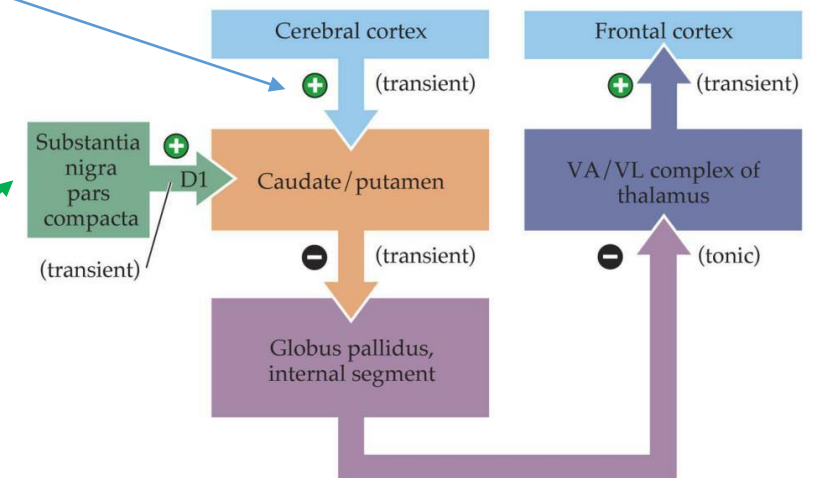 Cerebral cortex
Frontal cortex
+
(transient)
+
(transient)
Substantia
nigra
pars
compacta
+
D1
Caudate/putamen
VA/VL complex of
thalamus
(transient)
−
(transient)
−
(tonic)
Globus pallidus,
internal segment